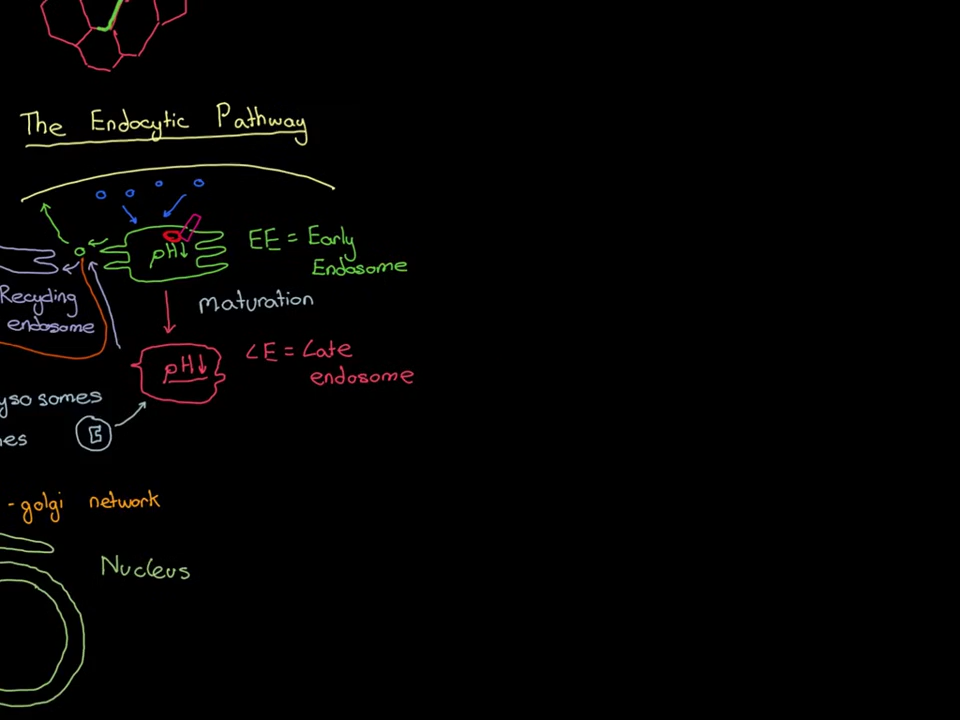 The Endocytic Pathway
pH↓
EE = Early
Endosome
Recycling
endosome
maturation
pH↓
LE = Late
endosome
lysosomes
E
-golgi network
Nucleus